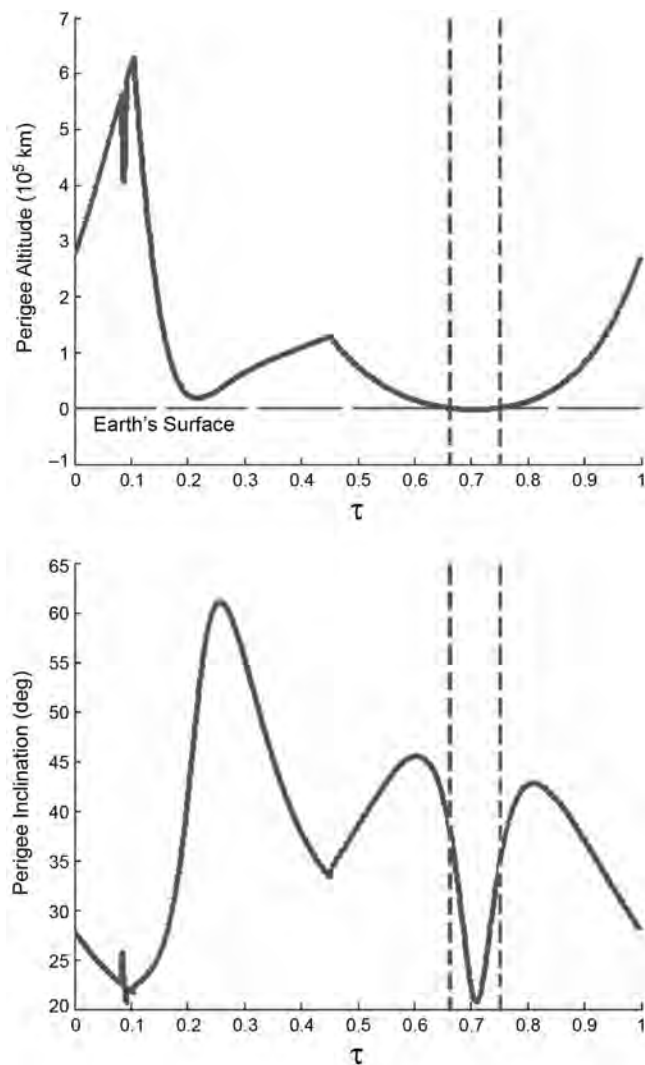 7
6
5
4
3
2
1
0
–1
Perigee Altitude (10⁵ km)
Earth's Surface
0 0.1 0.2 0.3 0.4 0.5 0.6 0.7 0.8 0.9 1
τ
65
60
55
50
45
40
35
30
25
20
Perigee Inclination (deg)
0 0.1 0.2 0.3 0.4 0.5 0.6 0.7 0.8 0.9 1
τ